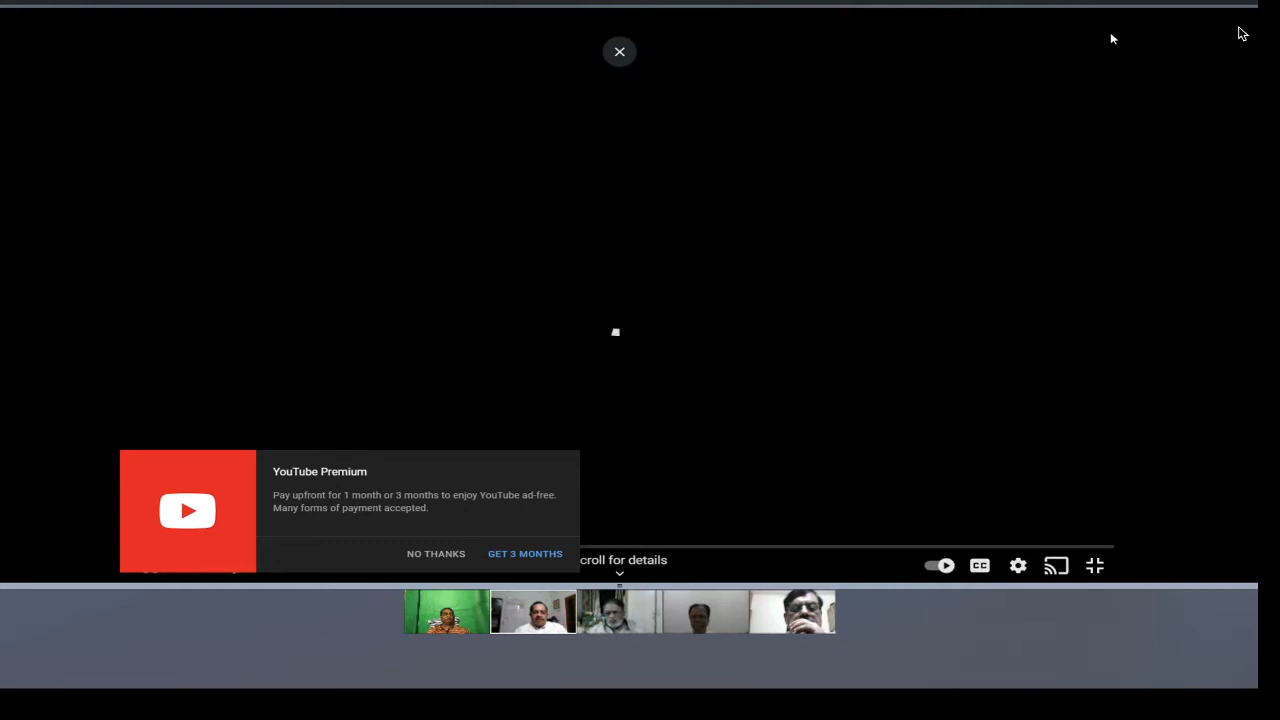 YouTube Premium
Pay upfront for 1 month or 3 months to enjoy YouTube ad-free.
Many forms of payment accepted.
NO THANKS GET 3 MONTHS
croll for details
CC